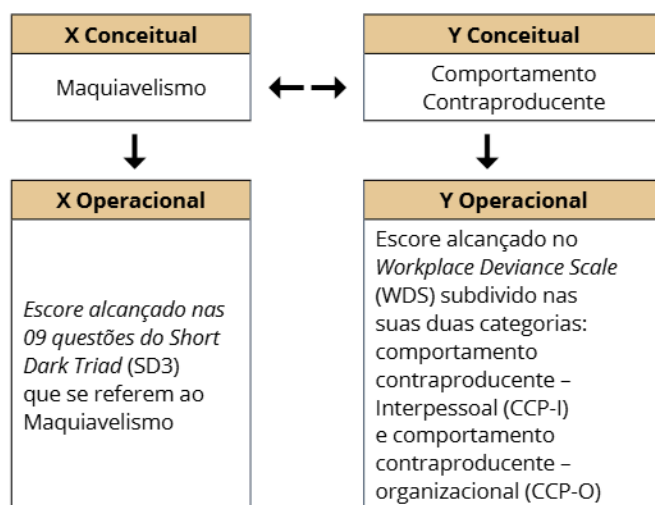 X Conceitual
Maquiavelismo
Y Conceitual
Comportamento
Contraproducente
X Operacional
Escore alcançado nas
09 questões do Short
Dark Triad (SD3)
que se referem ao
Maquiavelismo
Y Operacional
Escore alcançado no
Workplace Deviance Scale
(WDS) subdivido nas
suas duas categorias:
comportamento
contraproducente –
Interpessoal (CCP-I)
e comportamento
contraproducente –
organizacional (CCP-O)